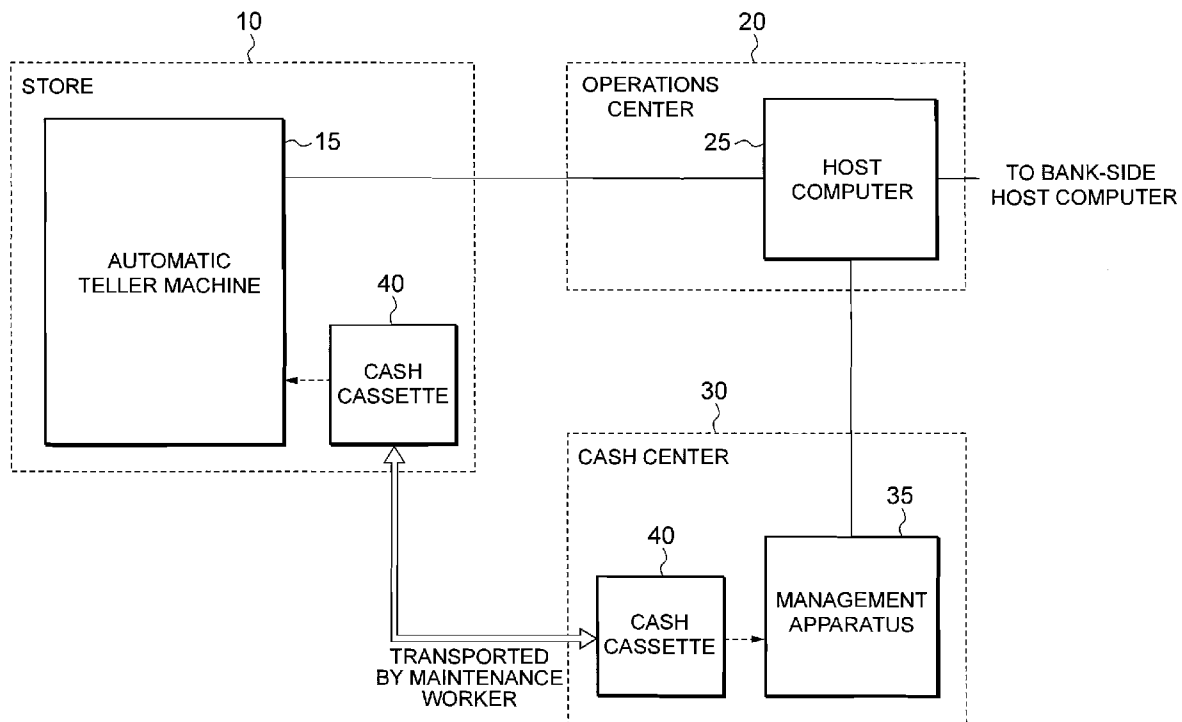 10
STORE
AUTOMATIC
TELLER MACHINE
15
40
CASH
CASSETTE
20
OPERATIONS
CENTER
25
HOST
COMPUTER
TO BANK-SIDE
HOST COMPUTER
30
CASH CENTER
35
MANAGEMENT
APPARATUS
40
CASH
CASSETTE
TRANSPORTED
BY MAINTENANCE
WORKER